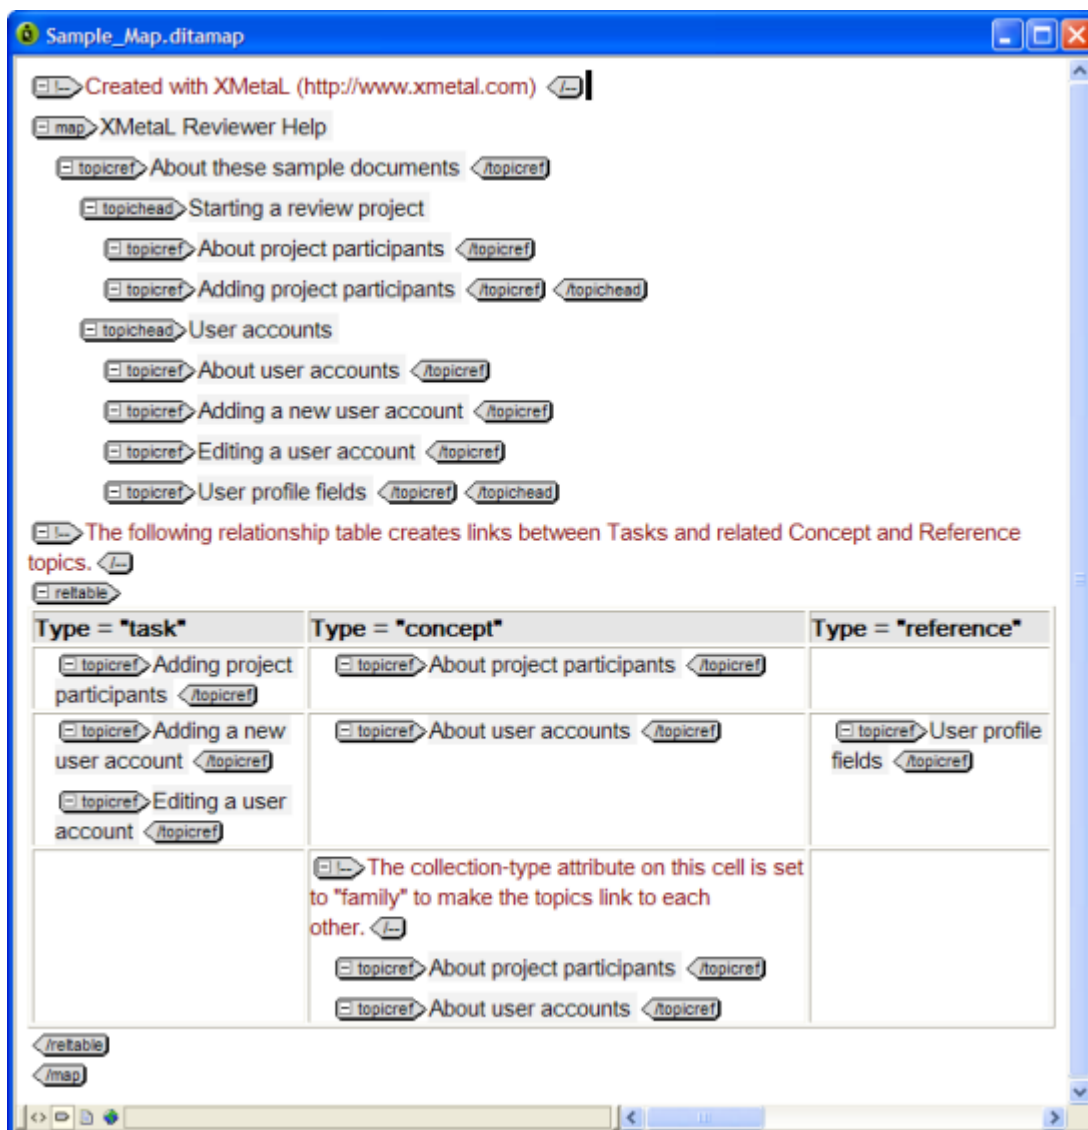 Sample_Map.ditamap
!-- Created with XMetaL (http://www.xmetal.com) /--
map XMetaL Reviewer Help
topicref About these sample documents /topicref
topichead Starting a review project
topicref About project participants /topicref
topicref Adding project participants /topicref /topichead
topichead User accounts
topicref About user accounts /topicref
topicref Adding a new user account /topicref
topicref Editing a user account /topicref
topicref User profile fields /topicref /topichead
!-- The following relationship table creates links between Tasks and related Concept and Reference
topics. /--
reltable
Type = "task" Type = "concept" Type = "reference"
topicref Adding project
participants /topicref
topicref About project participants /topicref
topicref Adding a new
user account /topicref
topicref Editing a user
account /topicref
topicref About user accounts /topicref
topicref User profile
fields /topicref
!-- The collection-type attribute on this cell is set
to "family" to make the topics link to each
other. /--
topicref About project participants /topicref
topicref About user accounts /topicref
/reltable
/map